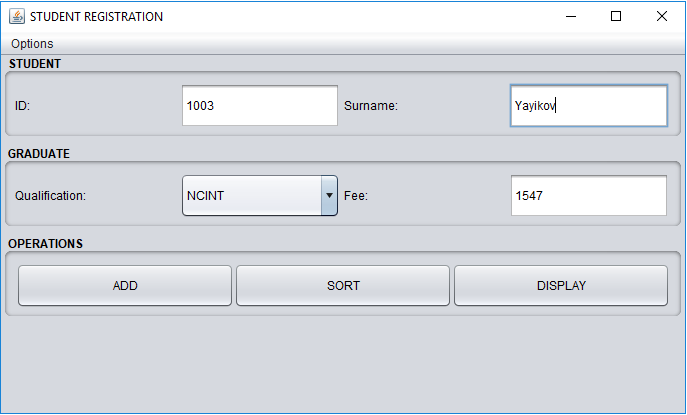 STUDENT REGISTRATION
Options
STUDENT
ID: 1003 Surname: Yayikov
GRADUATE
Qualification: NCINT Fee: 1547
OPERATIONS
ADD SORT DISPLAY